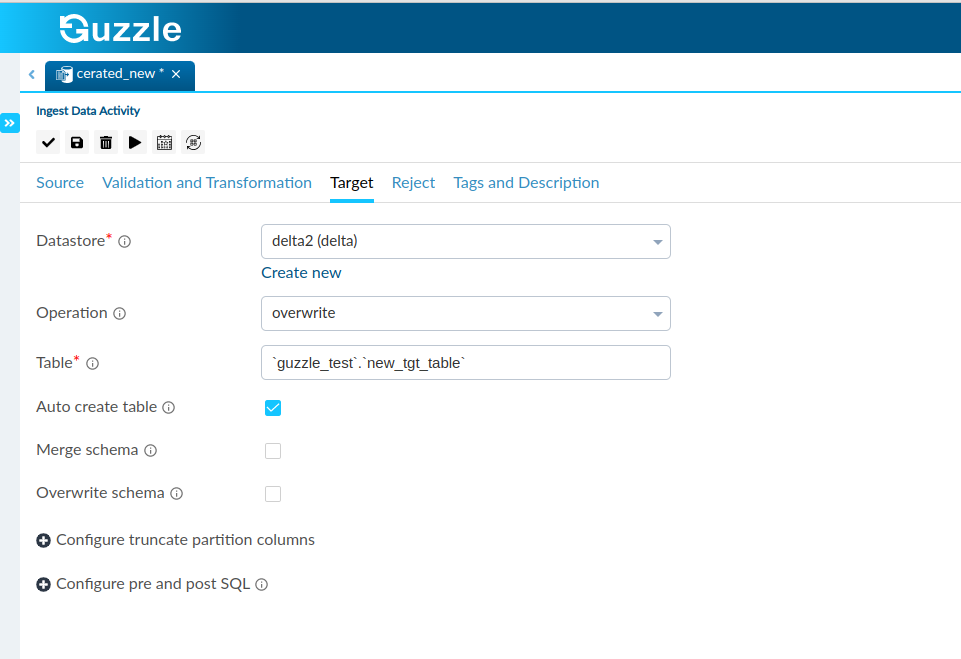 Guzzle
cerated_new *
Ingest Data Activity
Source Validation and Transformation Target Reject Tags and Description
Datastore* delta2 (delta)
Create new
Operation overwrite
Table* `guzzle_test`.`new_tgt_table`
Auto create table
Merge schema
Overwrite schema
Configure truncate partition columns
Configure pre and post SQL